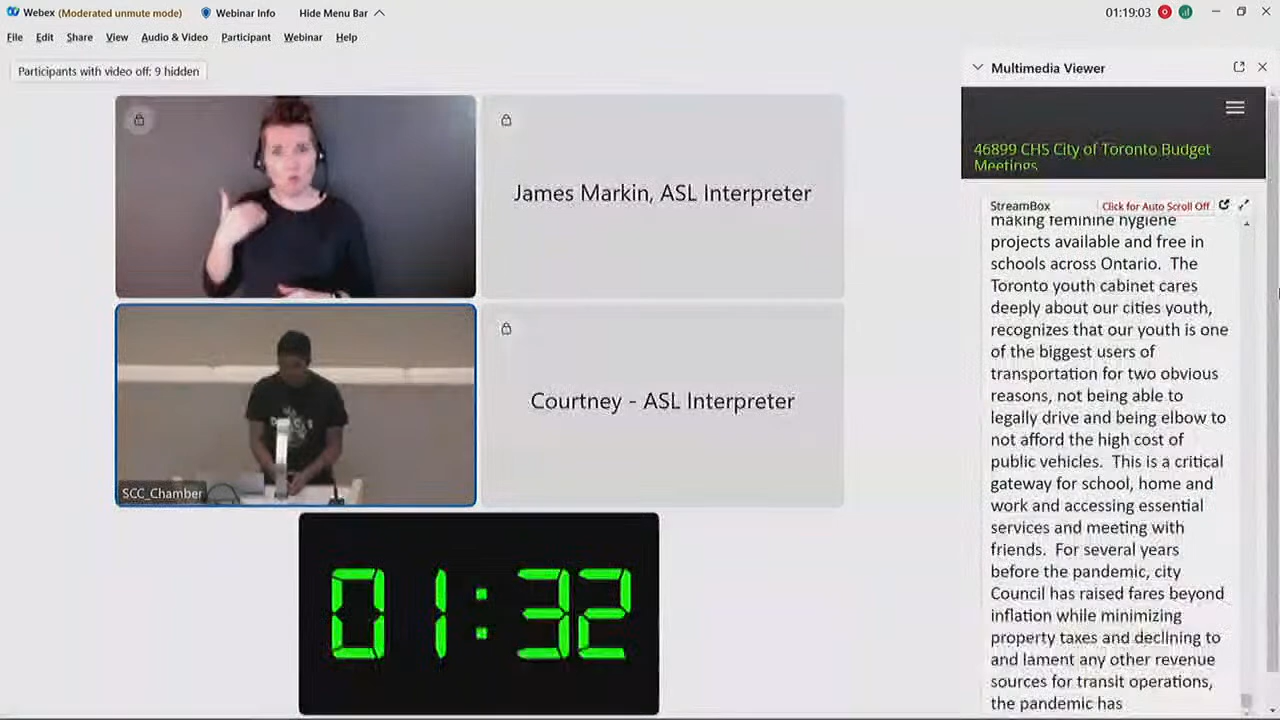 Webex (Moderated unmute mode) Webinar Info Hide Menu Bar 01:19:03
File Edit Share View Audio & Video Participant Webinar Help
Participants with video off: 9 hidden
Multimedia Viewer
46899 CHS City of Toronto Budget
Meetings
James Markin, ASL Interpreter
StreamBox Click for Auto Scroll Off
making feminine hygiene
projects available and free in
schools across Ontario. The
Toronto youth cabinet cares
deeply about our cities youth,
recognizes that our youth is one
of the biggest users of
transportation for two obvious
reasons, not being able to
legally drive and being elbow to
not afford the high cost of
public vehicles. This is a critical
gateway for school, home and
work and accessing essential
services and meeting with
friends. For several years
before the pandemic, city
Council has raised fares beyond
inflation while minimizing
property taxes and declining to
and lament any other revenue
sources for transit operations,
the pandemic has
Courtney - ASL Interpreter
SCC_Chamber
01:32